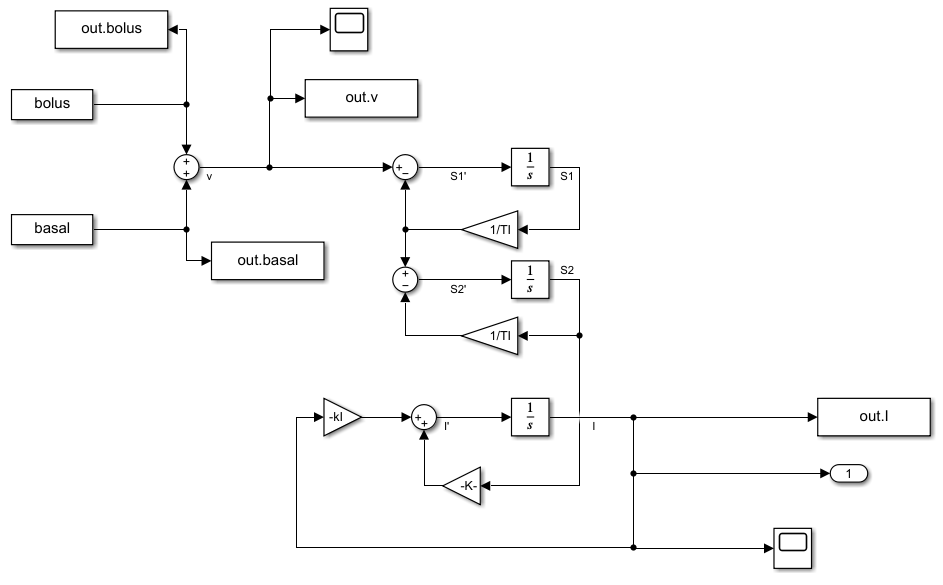 out.bolus
bolus
out.v
+
+
v
+
−
S1'
1
s
S1
basal
1/TI
out.basal
+
−
S2'
1
s
S2
1/TI
-kI
+
+
I'
1
s
I
out.I
-K-
1